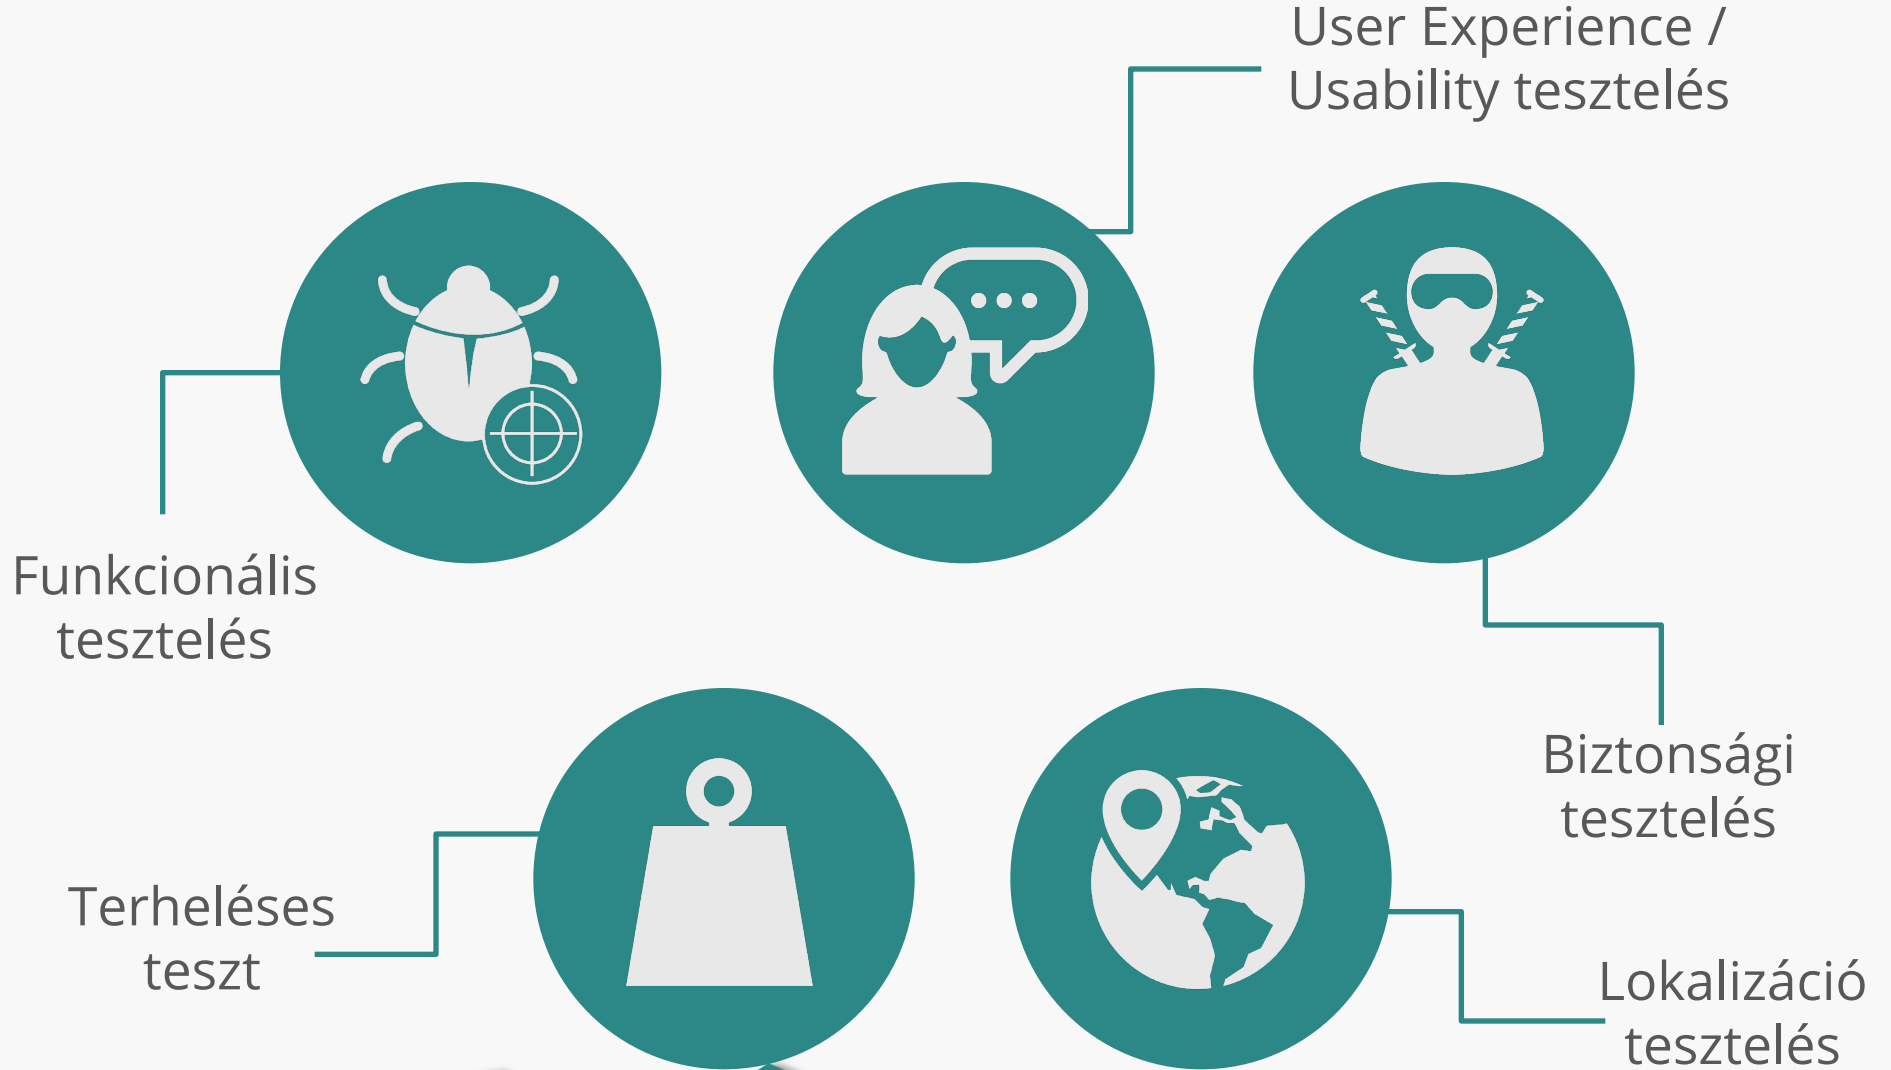 User Experience /
Usability tesztelés
Funkcionális
tesztelés
Biztonsági
tesztelés
Terheléses
teszt
Lokalizáció
tesztelés